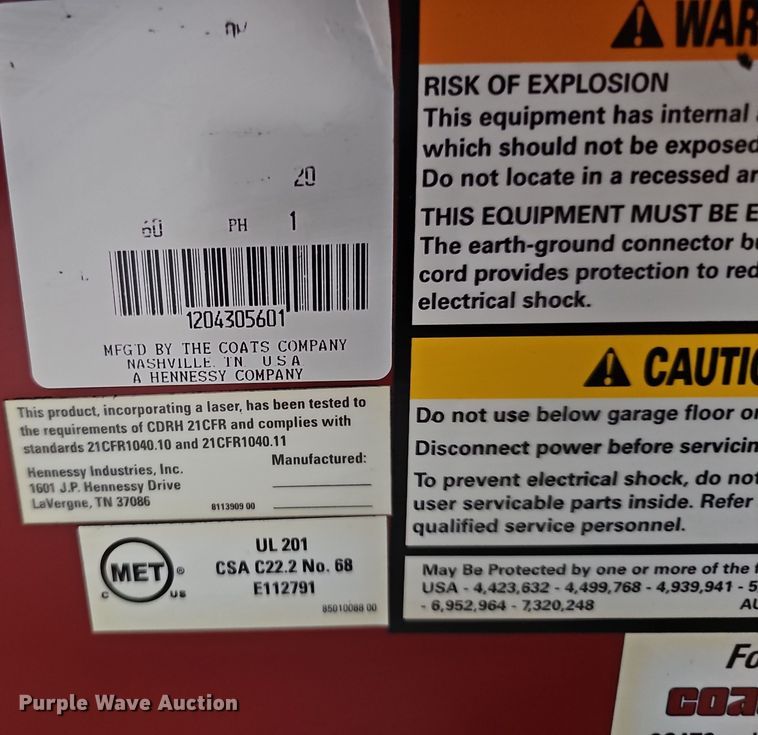 20
60 PH 1
1204305601
MFG'D BY THE COATS COMPANY
NASHVILLE, TN U S A
A HENNESSY COMPANY
This product, incorporating a laser, has been tested to
the requirements of CDRH 21CFR and complies with
standards 21CFR1040.10 and 21CFR1040.11
Hennessy Industries, Inc.
1601 J.P. Hennessy Drive
LaVergne, TN 37086
Manufactured:
8113909 00
MET
®
C US
UL 201
CSA C22.2 No. 68
E112791
85010088 00
WAR
RISK OF EXPLOSION
This equipment has internal
which should not be exposed
Do not locate in a recessed ar
THIS EQUIPMENT MUST BE E
The earth-ground connector bu
cord provides protection to red
electrical shock.
CAUTIO
Do not use below garage floor or
Disconnect power before servicin
To prevent electrical shock, do not
user servicable parts inside. Refer
qualified service personnel.
May Be Protected by one or more of the f
USA - 4,423,632 - 4,499,768 - 4,939,941 - 5
- 6,952,964 - 7,320,248 AU
Fo
coa
Purple Wave Auction